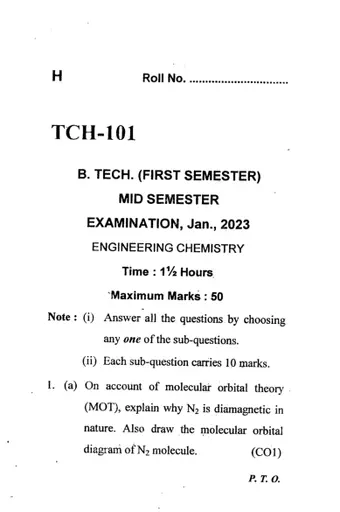 H Roll No. ..............................
TCH-101
B. TECH. (FIRST SEMESTER)
MID SEMESTER
EXAMINATION, Jan., 2023
ENGINEERING CHEMISTRY
Time : 1½ Hours
Maximum Marks : 50
Note : (i) Answer all the questions by choosing
any one of the sub-questions.
(ii) Each sub-question carries 10 marks.
1. (a) On account of molecular orbital theory
(MOT), explain why N₂ is diamagnetic in
nature. Also draw the molecular orbital
diagram of N₂ molecule. (CO1)
P. T. O.